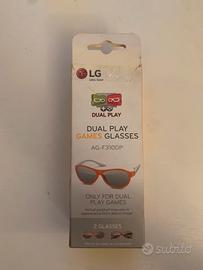 LG
DUAL PLAY
DUAL PLAY
GAMES GLASSES
AG-F310DP
ONLY FOR DUAL
PLAY GAMES
2 GLASSES
subito